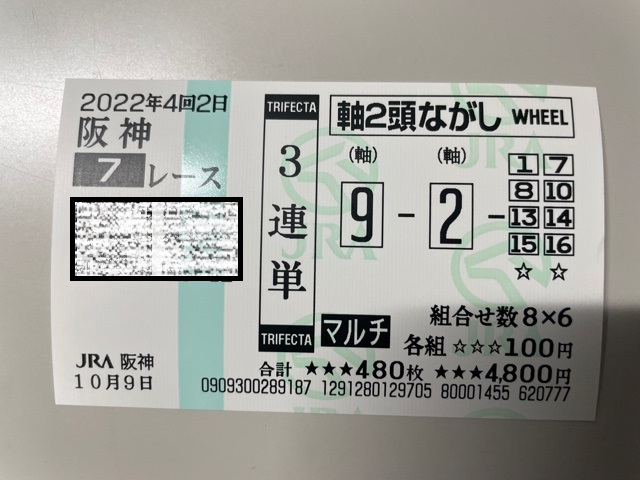 2022年4回2日
阪神
7 レース
JRA 阪神
10月9日
TRIFECTA
3連単
TRIFECTA
軸2頭ながし WHEEL
(軸) (軸)
9 - 2 - 1 7
8 10
13 14
15 16
☆ ☆
マルチ 組合せ数 8×6
各組 ☆☆☆100円
合計 ★★★480枚 ★★★4,800円
0909300289187 1291280129705 80001455 620777
JRA
JRA
JRA